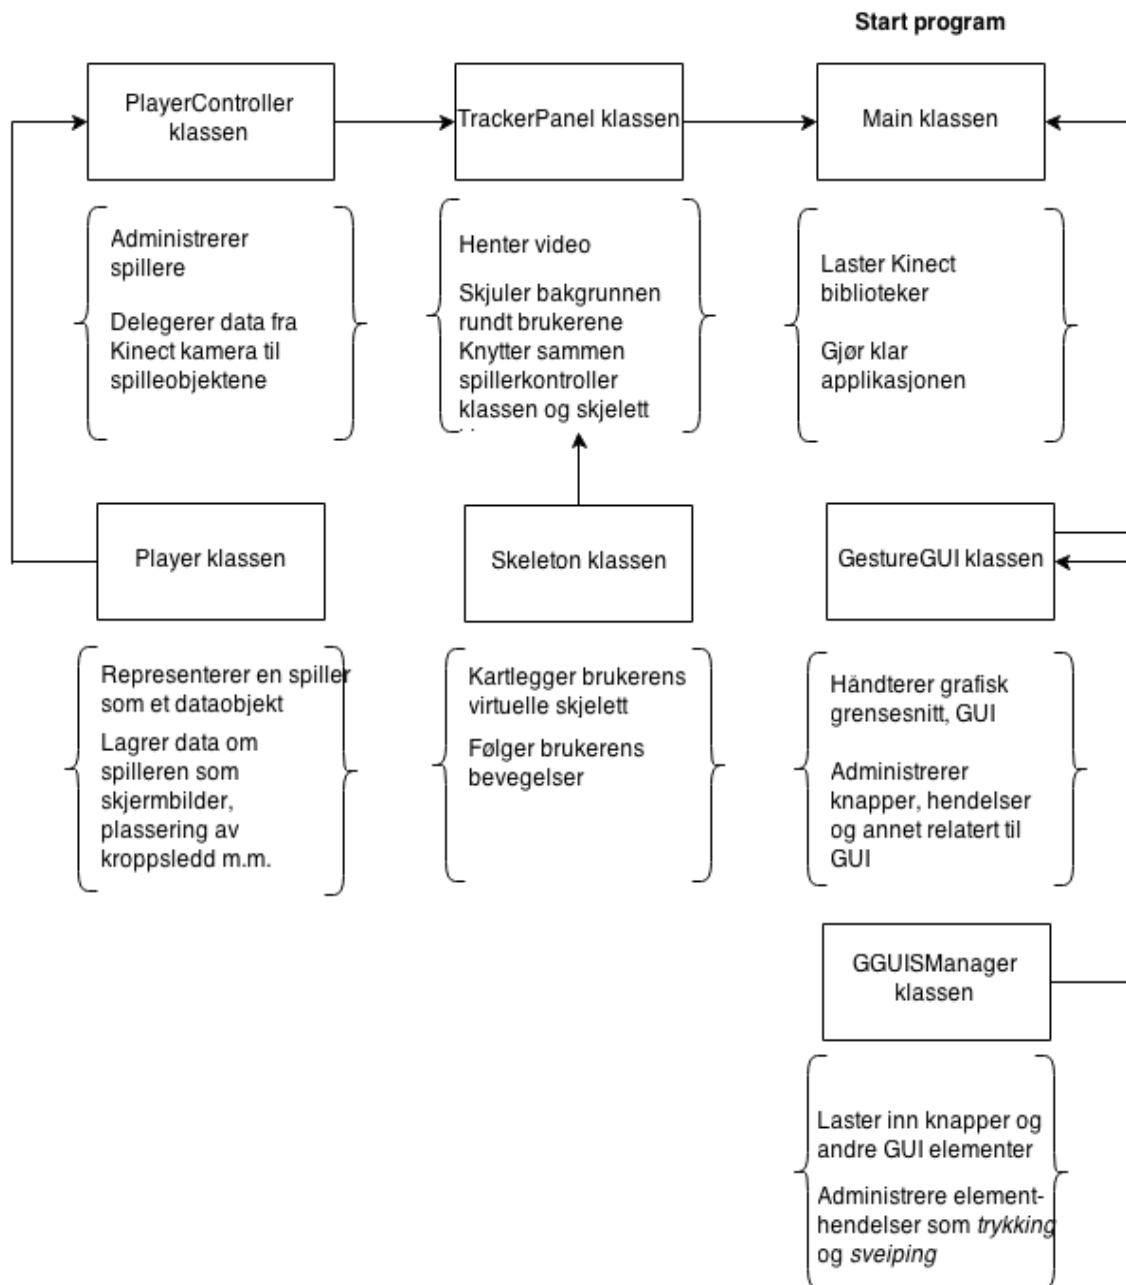 Start program
PlayerController
klassen
TrackerPanel klassen
Main klassen
Administrerer
spillere
Delegerer data fra
Kinect kamera til
spilleobjektene
Henter video
Skjuler bakgrunnen
rundt brukerene
Knytter sammen
spillerkontroller
klassen og skjelett
Laster Kinect
biblioteker
Gjør klar
applikasjonen
Player klassen
Skeleton klassen
GestureGUI klassen
Representerer en spiller
som et dataobjekt
Lagrer data om
spilleren som
skjermbilder,
plassering av
kroppsledd m.m.
Kartlegger brukerens
virtuelle skjelett
Følger brukerens
bevegelser
Håndterer grafisk
grensesnitt, GUI
Administrerer
knapper, hendelser
og annet relatert til
GUI
GGUISManager
klassen
Laster inn knapper og
andre GUI elementer
Administrere element-
hendelser som trykking
og sveiping